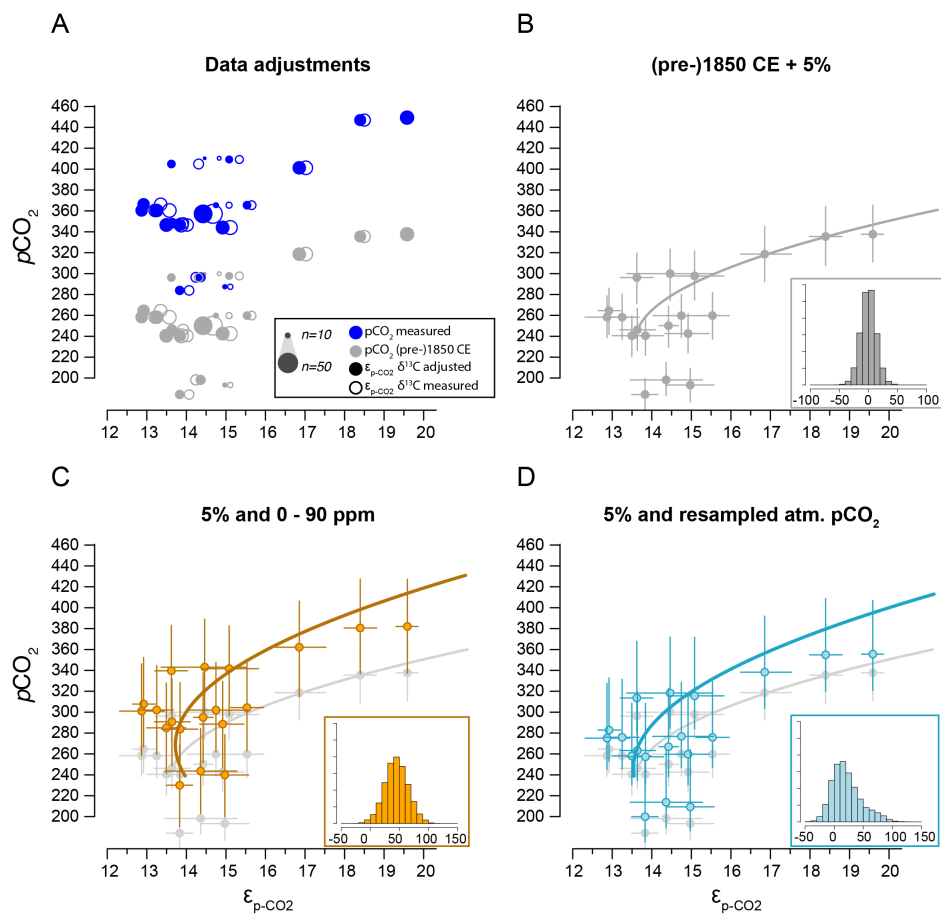 A
Data adjustments
460
440
420
400
380
360
340
320
300
280
260
240
220
200
pCO2
12 13 14 15 16 17 18 19 20
n=10
n=50
pCO2 measured
pCO2 (pre-)1850 CE
εp-CO2 δ13C adjusted
εp-CO2 δ13C measured
B
(pre-)1850 CE + 5%
460
440
420
400
380
360
340
320
300
280
260
240
220
200
12 13 14 15 16 17 18 19 20
-100 -50 0 50 100
C
5% and 0 - 90 ppm
460
440
420
400
380
360
340
320
300
280
260
240
220
200
pCO2
12 13 14 15 16 17 18 19 20
εp-CO2
-50 0 50 100 150
D
5% and resampled atm. pCO2
460
440
420
400
380
360
340
320
300
280
260
240
220
200
12 13 14 15 16 17 18 19 20
εp-CO2
-50 0 50 100 150